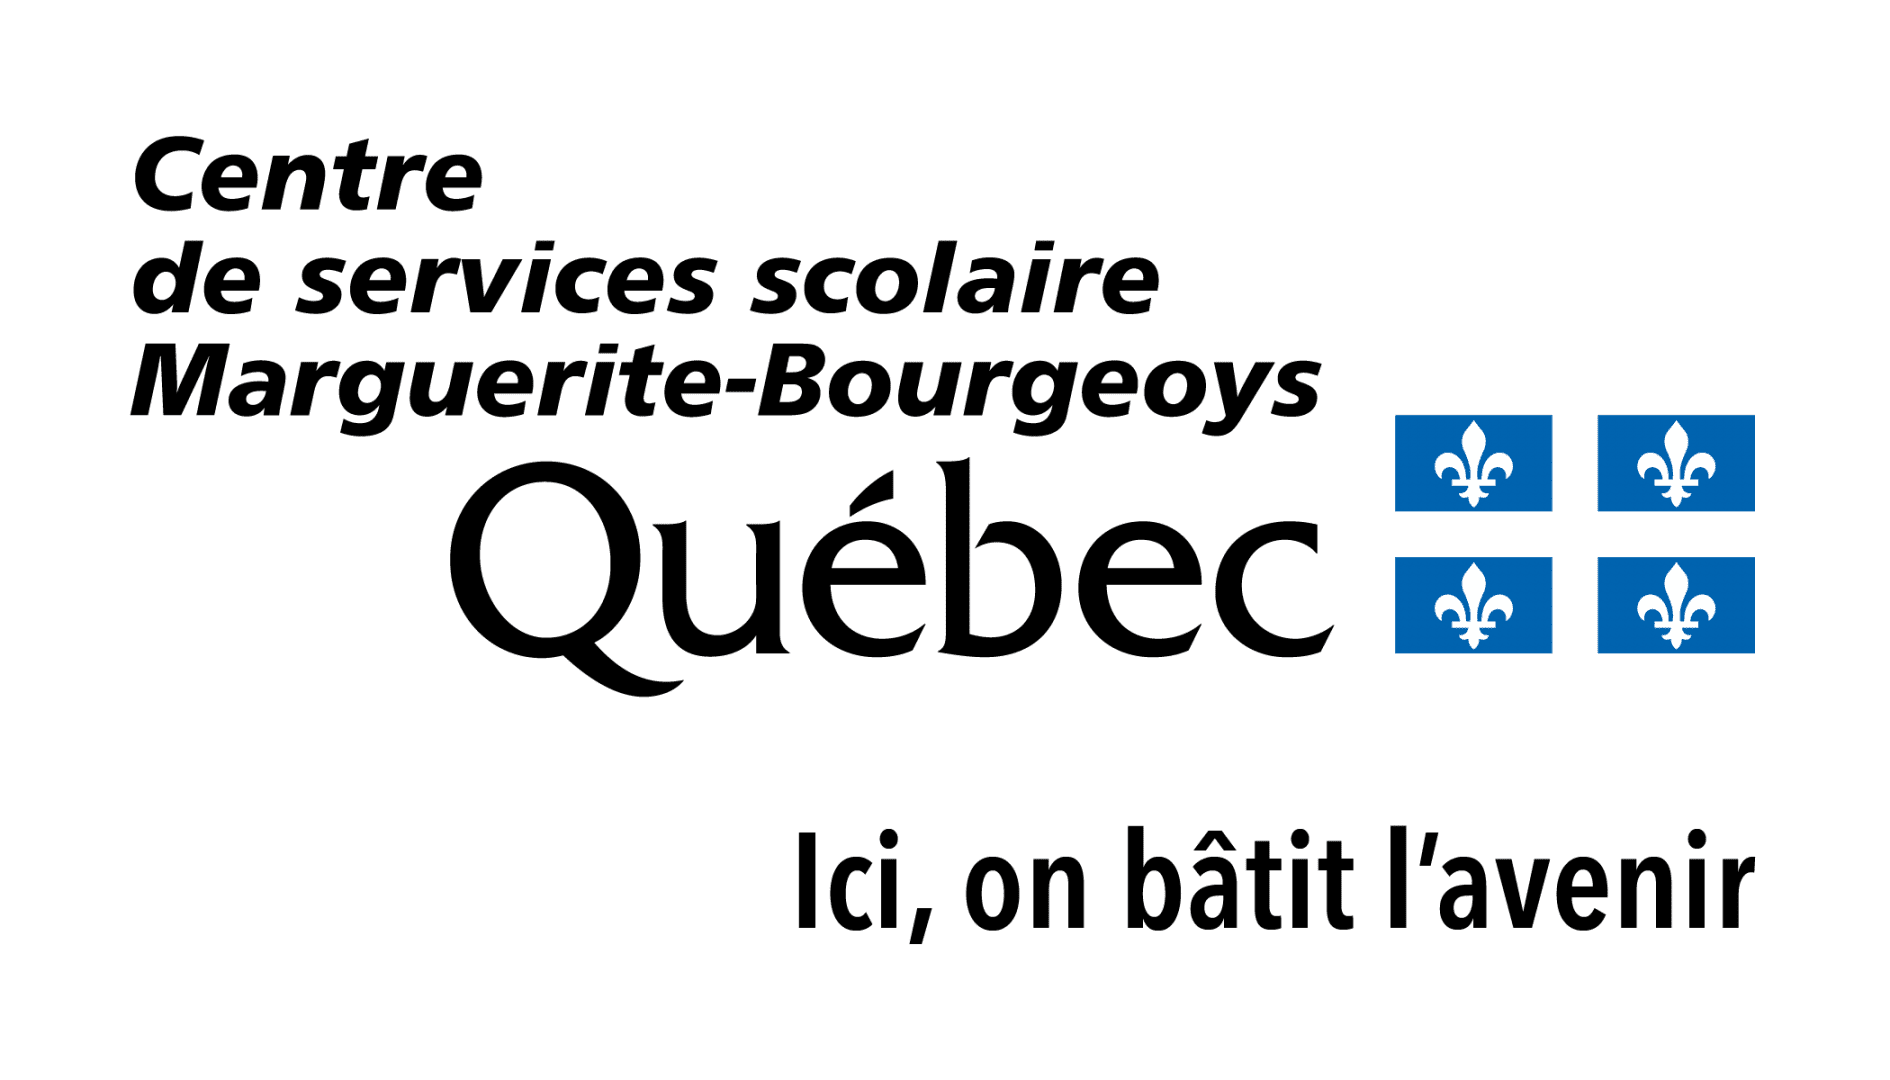 Centre
de services scolaire
Marguerite-Bourgeoys
Québec
Ici, on bâtit l’avenir